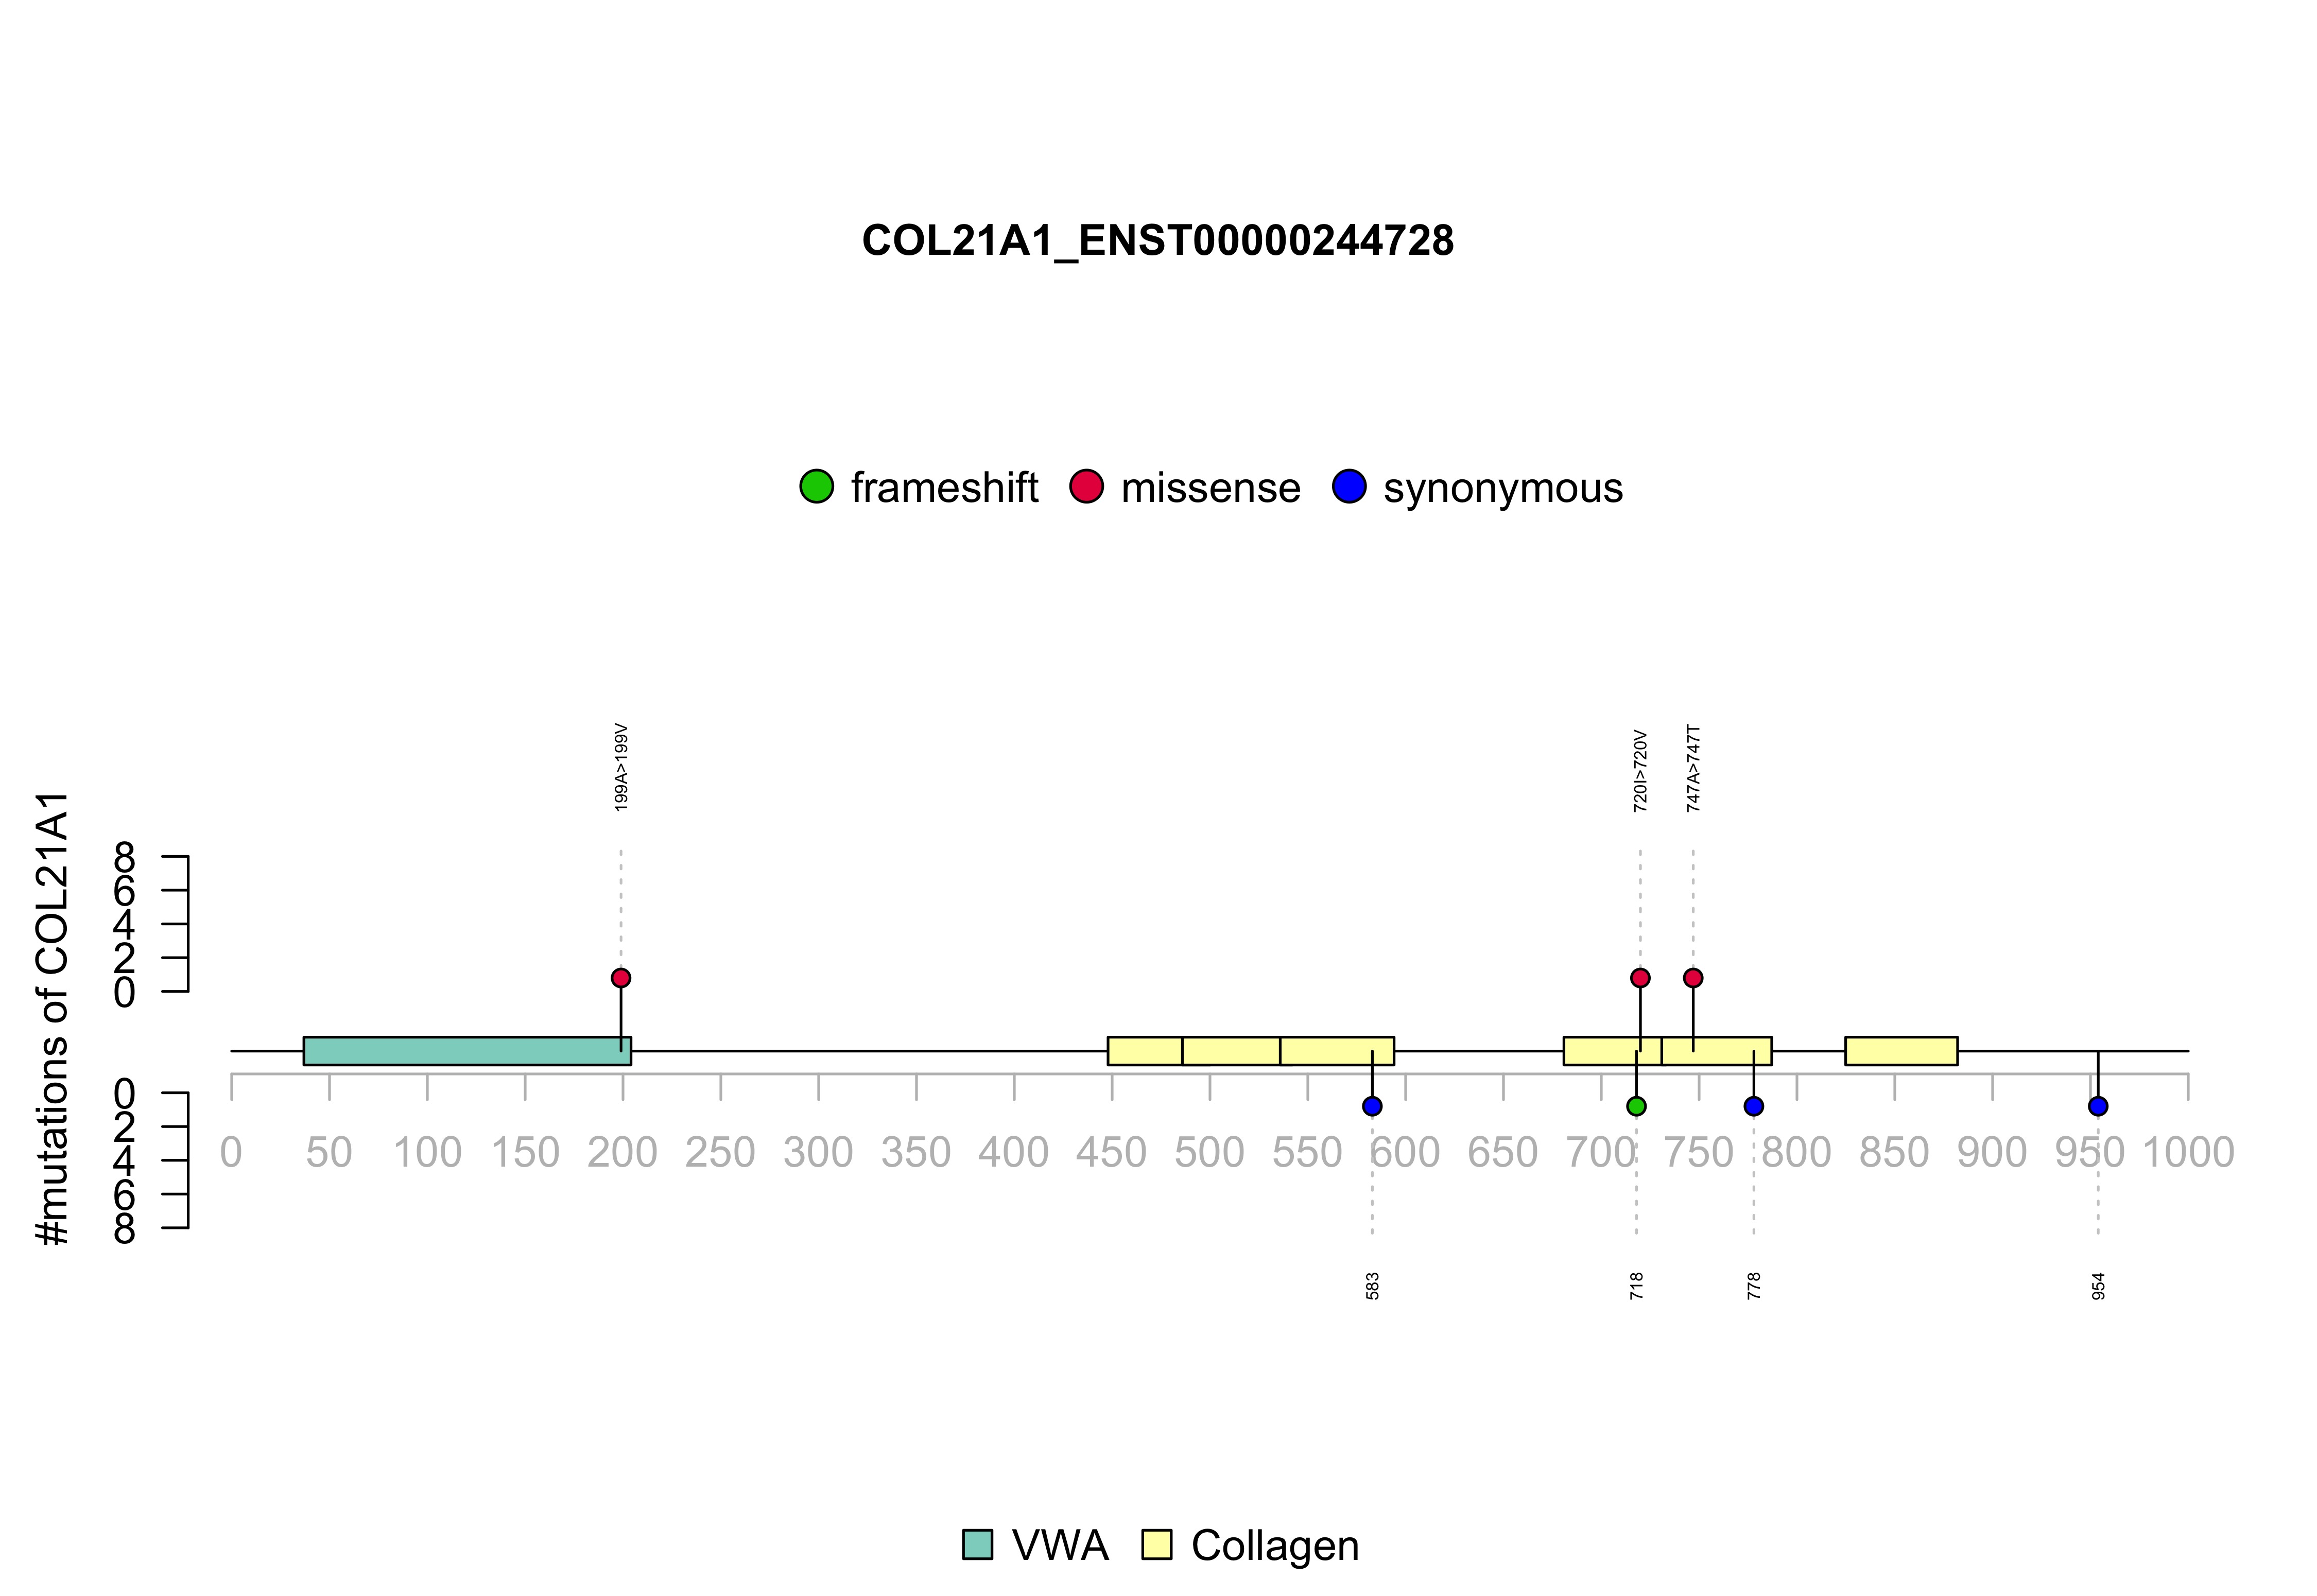 COL21A1_ENST00000244728
frameshift missense synonymous
199A>199V
720I>720V
747A>747T
#mutations of COL21A1
8
6
4
2
0
0
2
4
6
8
0 50 100 150 200 250 300 350 400 450 500 550 600 650 700 750 800 850 900 950 1000
583
718
778
954
VWA Collagen